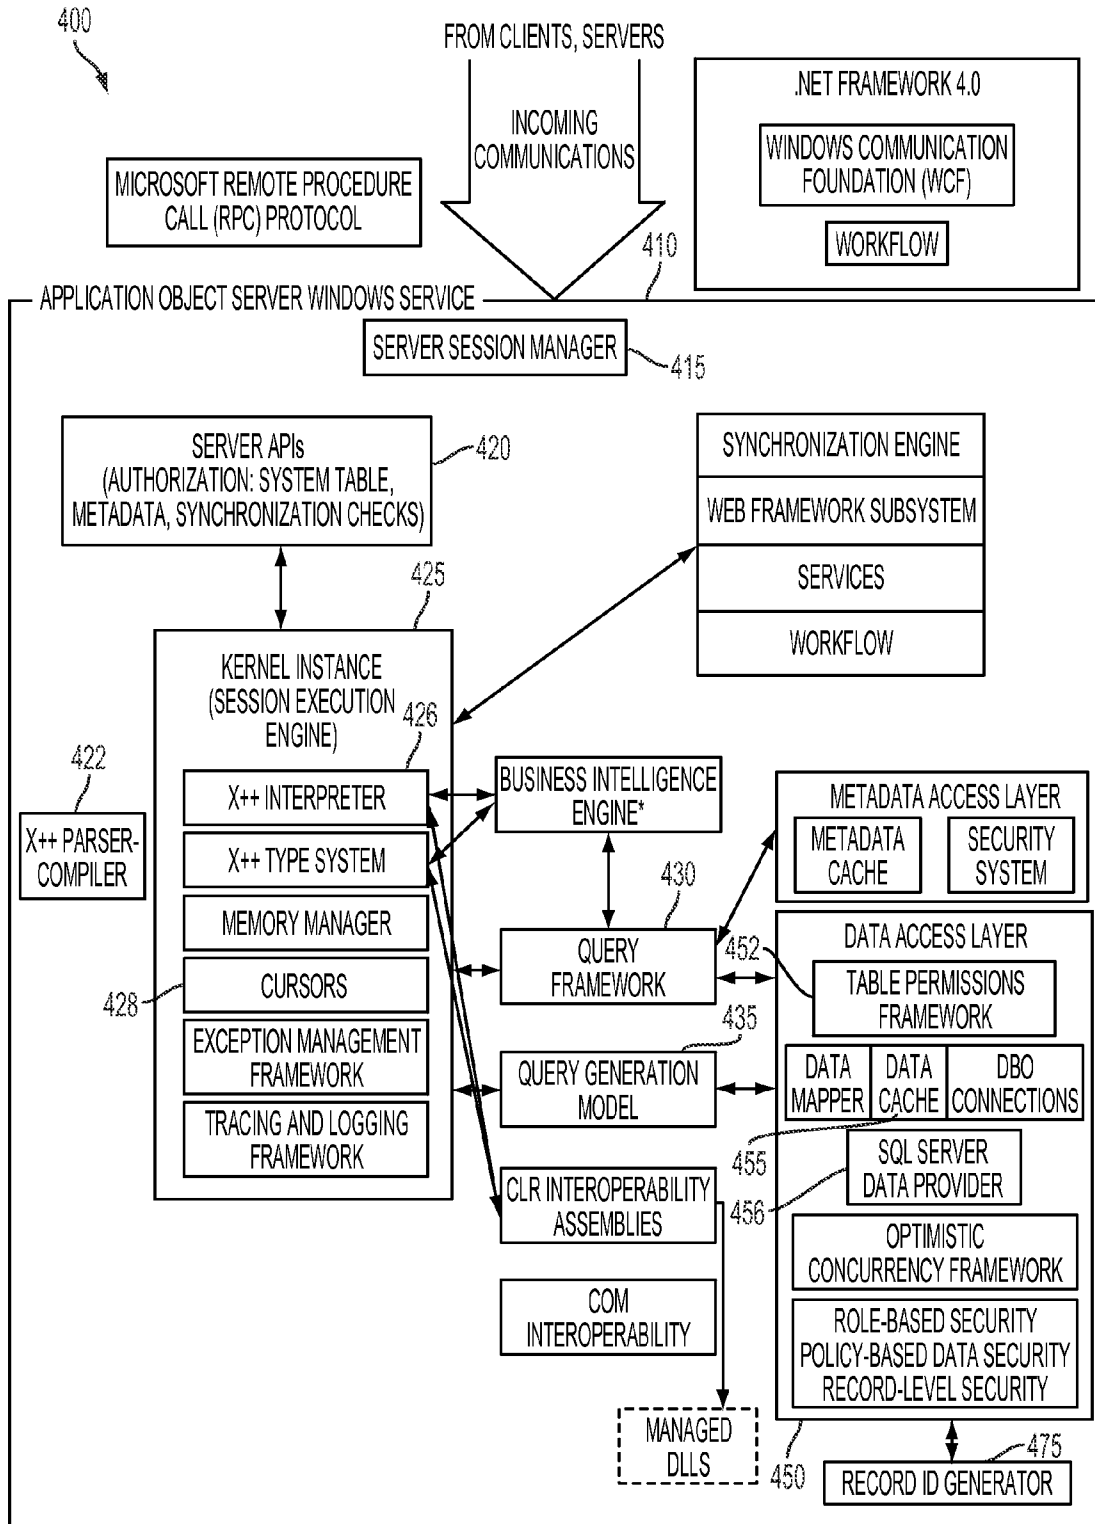 400
FROM CLIENTS, SERVERS
INCOMING
COMMUNICATIONS
.NET FRAMEWORK 4.0
WINDOWS COMMUNICATION
FOUNDATION (WCF)
WORKFLOW
MICROSOFT REMOTE PROCEDURE
CALL (RPC) PROTOCOL
410
APPLICATION OBJECT SERVER WINDOWS SERVICE
SERVER SESSION MANAGER
415
SERVER APIs
(AUTHORIZATION: SYSTEM TABLE,
METADATA, SYNCHRONIZATION CHECKS)
420
SYNCHRONIZATION ENGINE
WEB FRAMEWORK SUBSYSTEM
SERVICES
WORKFLOW
425
KERNEL INSTANCE
(SESSION EXECUTION
ENGINE)
426
422
X++ PARSER-
COMPILER
X++ INTERPRETER
X++ TYPE SYSTEM
MEMORY MANAGER
CURSORS
428
EXCEPTION MANAGEMENT
FRAMEWORK
TRACING AND LOGGING
FRAMEWORK
BUSINESS INTELLIGENCE
ENGINE*
430
QUERY
FRAMEWORK
435
QUERY GENERATION
MODEL
CLR INTEROPERABILITY
ASSEMBLIES
COM
INTEROPERABILITY
MANAGED
DLLS
METADATA ACCESS LAYER
METADATA
CACHE
SECURITY
SYSTEM
DATA ACCESS LAYER
452
TABLE PERMISSIONS
FRAMEWORK
DATA
MAPPER
DATA
CACHE
DBO
CONNECTIONS
455
SQL SERVER
DATA PROVIDER
456
OPTIMISTIC
CONCURRENCY FRAMEWORK
ROLE-BASED SECURITY
POLICY-BASED DATA SECURITY
RECORD-LEVEL SECURITY
450
475
RECORD ID GENERATOR